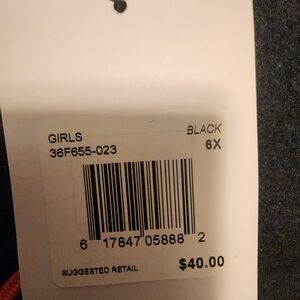 GIRLS BLACK
36F655-023 6X
6 17847 05888 2
SUGGESTED RETAIL $40.00